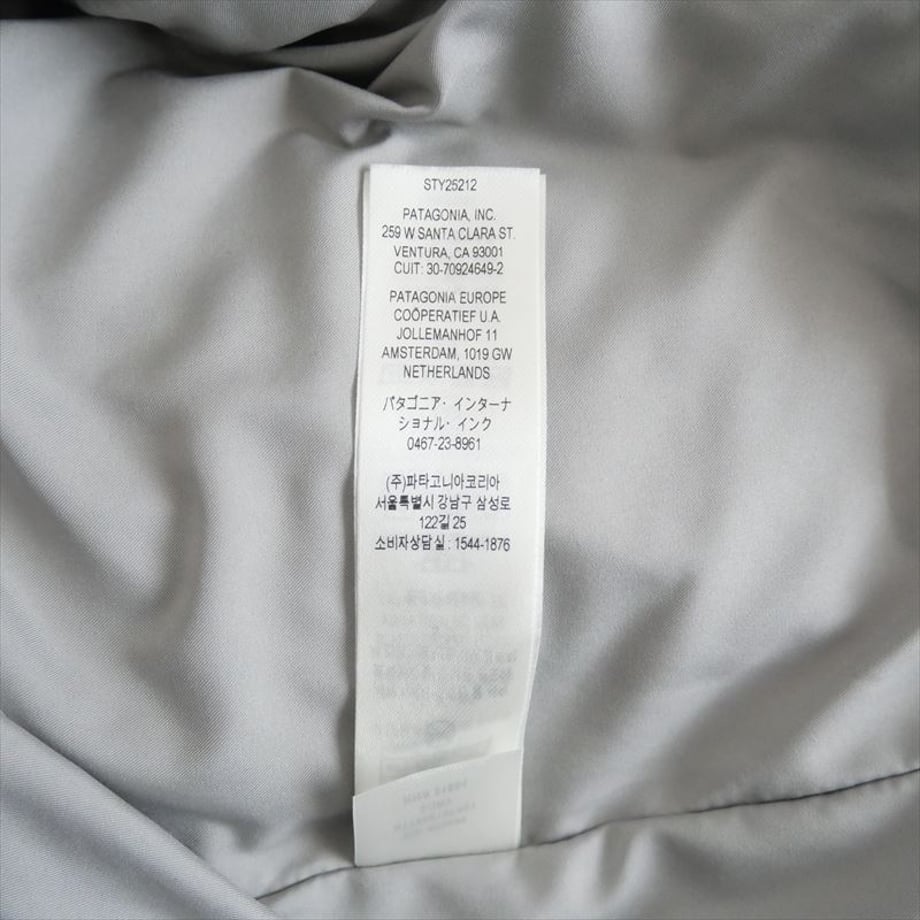 STY25212
PATAGONIA, INC.
259 W SANTA CLARA ST.
VENTURA, CA 93001
CUIT: 30-70924649-2
PATAGONIA EUROPE
COÖPERATIEF U.A.
JOLLEMANHOF 11
AMSTERDAM, 1019 GW
NETHERLANDS
パタゴニア・インターナ
ショナル・インク
0467-23-8961
(주)파타고니아코리아
서울특별시 강남구 삼성로
122길 25
소비자상담실 : 1544-1876